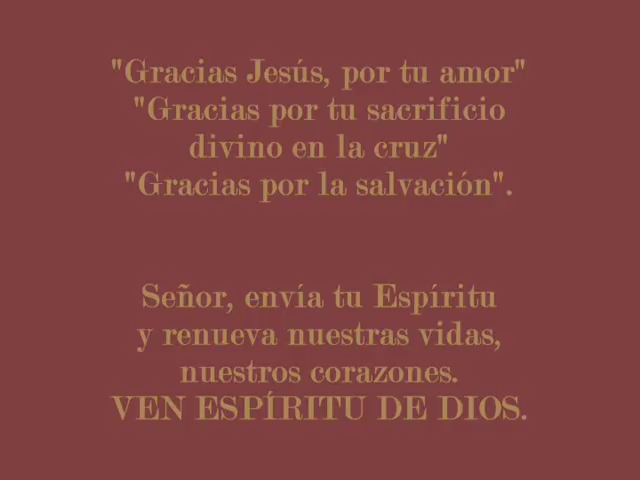 "Gracias Jesús, por tu amor"
"Gracias por tu sacrificio
divino en la cruz"
"Gracias por la salvación".
Señor, envía tu Espíritu
y renueva nuestras vidas,
nuestros corazones.
VEN ESPÍRITU DE DIOS.